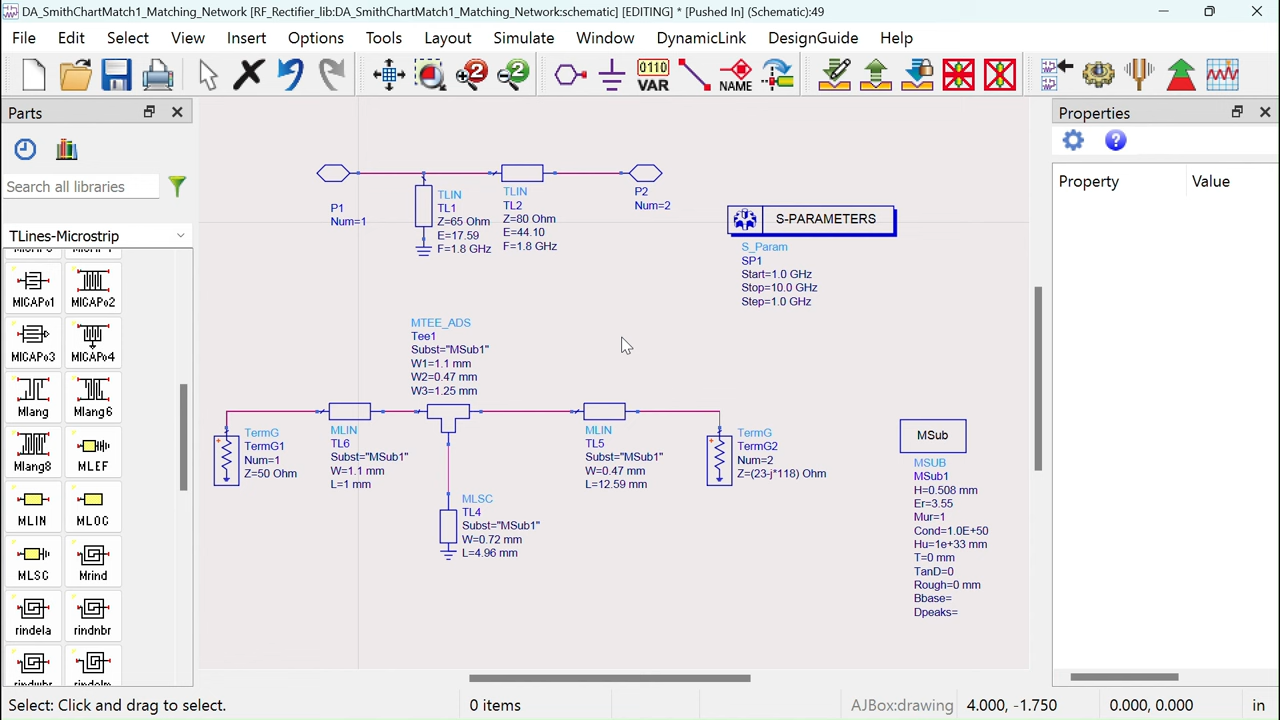 DA_SmithChartMatch1_Matching_Network [RF_Rectifier_lib:DA_SmithChartMatch1_Matching_Network:schematic] [EDITING] * [Pushed In] (Schematic):49
File Edit Select View Insert Options Tools Layout Simulate Window DynamicLink DesignGuide Help
2 2 0110 VAR NAME
Parts
Search all libraries
TLines-Microstrip
MICAPo1 MICAPo2
MICAPo3 MICAPo4
Mlang Mlang6
Mlang8 MLEF
MLIN MLOC
MLSC Mrind
rindela rindnbr
P1
Num=1
TLIN
TL1
Z=65 Ohm
E=17.59
F=1.8 GHz
TLIN
TL2
Z=80 Ohm
E=44.10
F=1.8 GHz
P2
Num=2
S-PARAMETERS
S_Param
SP1
Start=1.0 GHz
Stop=10.0 GHz
Step=1.0 GHz
MTEE_ADS
Tee1
Subst="MSub1"
W1=1.1 mm
W2=0.47 mm
W3=1.25 mm
TermG
TermG1
Num=1
Z=50 Ohm
MLIN
TL6
Subst="MSub1"
W=1.1 mm
L=1 mm
MLSC
TL4
Subst="MSub1"
W=0.72 mm
L=4.96 mm
MLIN
TL5
Subst="MSub1"
W=0.47 mm
L=12.59 mm
TermG
TermG2
Num=2
Z=(23-j*118) Ohm
MSub
MSUB
MSub1
H=0.508 mm
Er=3.55
Mur=1
Cond=1.0E+50
Hu=1e+33 mm
T=0 mm
TanD=0
Rough=0 mm
Bbase=
Dpeaks=
Properties
Property Value
Select: Click and drag to select. 0 items AJBox:drawing 4.000, -1.750 0.000, 0.000 in